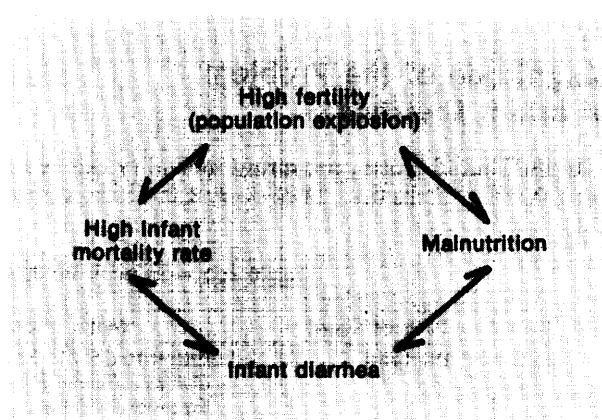 High fertility
(population explosion)
High infant
mortality rate
Malnutrition
Infant diarrhea